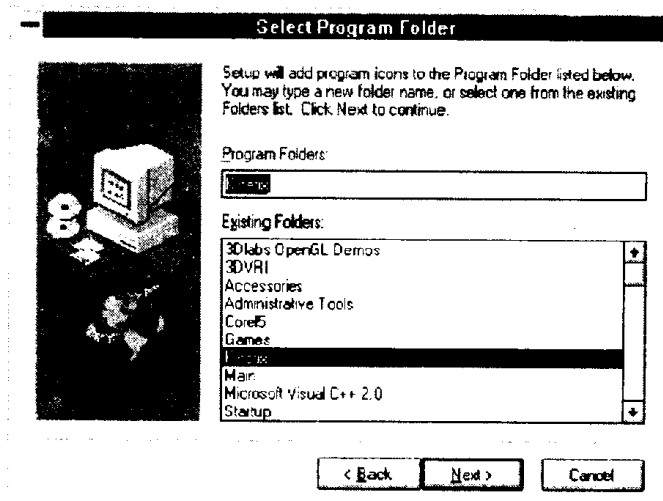 Select Program Folder
Setup will add program icons to the Program Folder listed below.
You may type a new folder name, or select one from the existing
Folders list. Click Next to continue.
Program Folders:
Existing Folders:
3Dlabs OpenGL Demos
3DVRI
Accessories
Administrative Tools
Corel5
Games
Main
Microsoft Visual C++ 2.0
Startup
< Back
Next >
Cancel